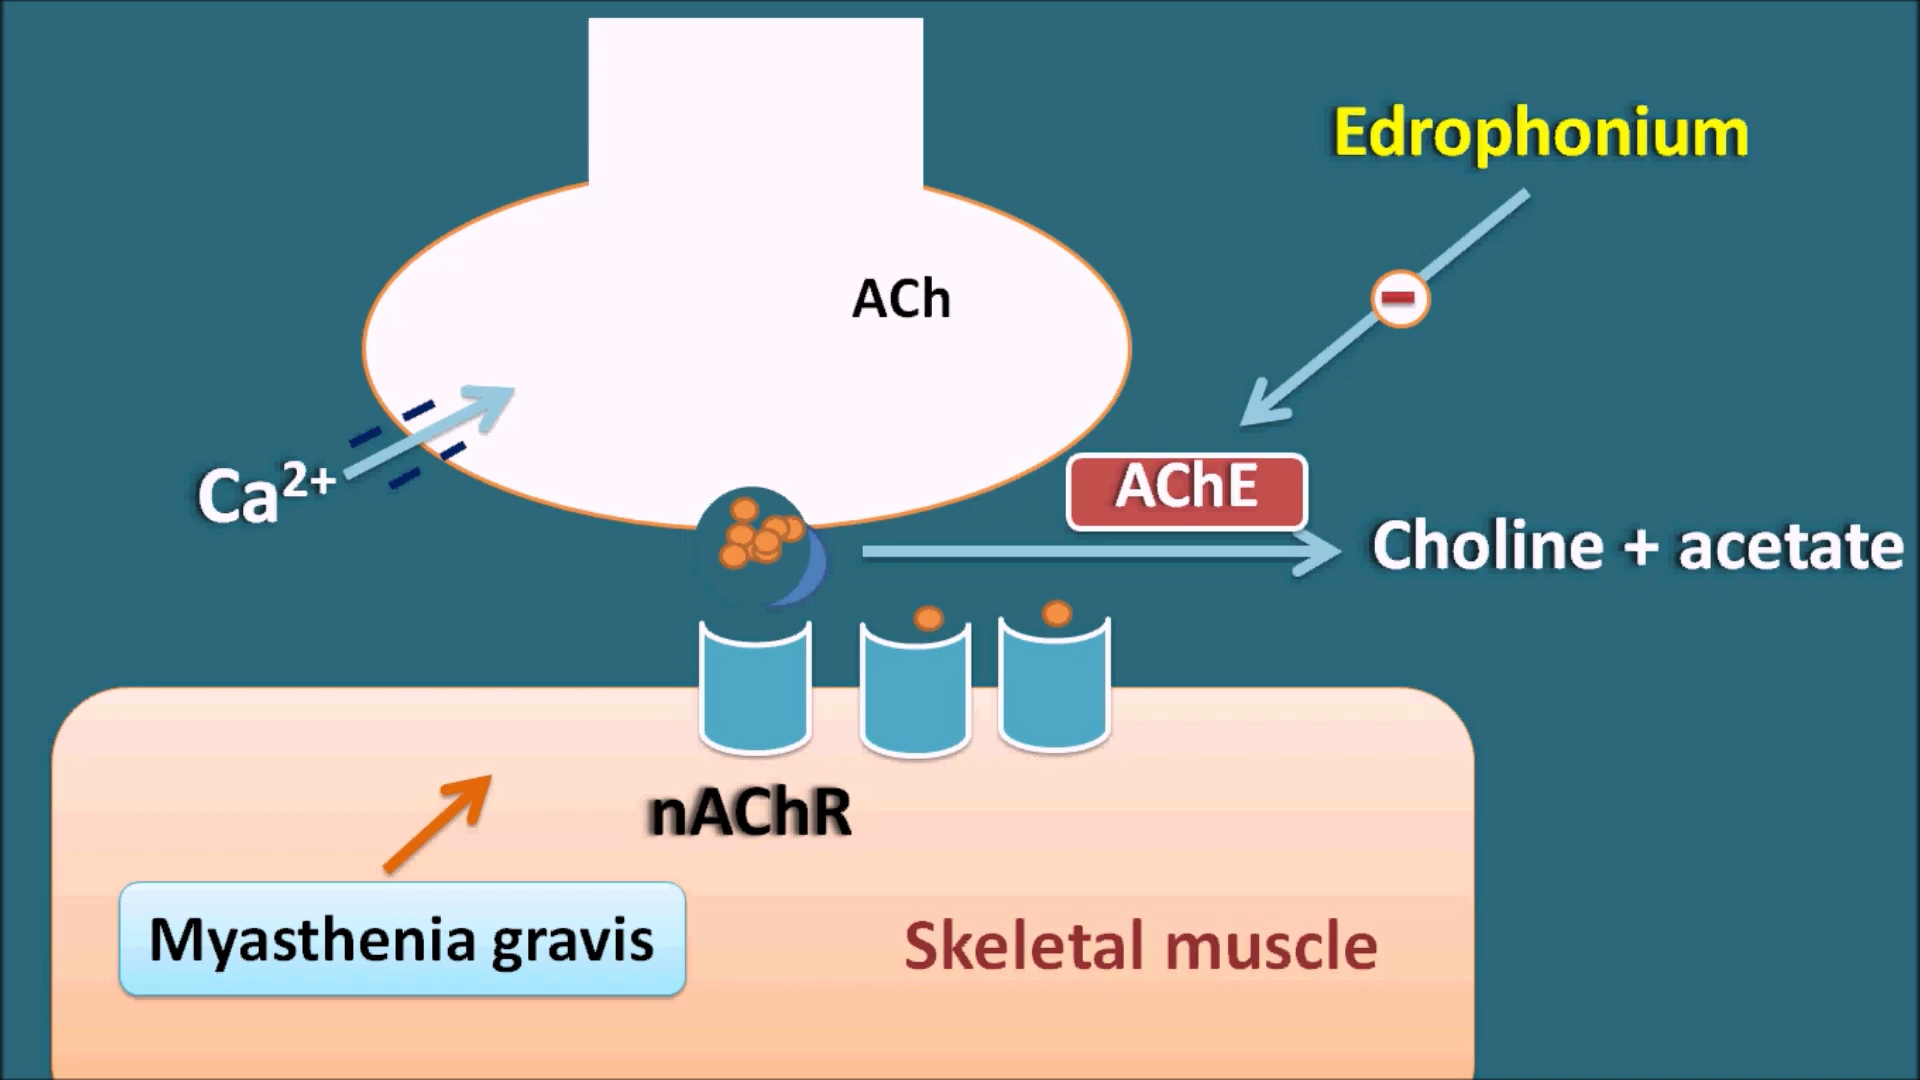 Edrophonium
ACh
Ca²⁺
AChE
Choline + acetate
nAChR
Myasthenia gravis
Skeletal muscle